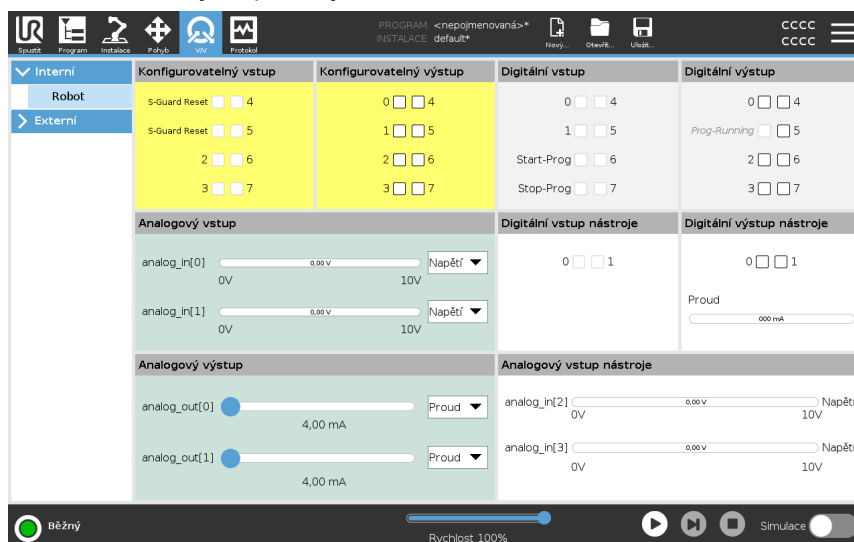 PROGRAM <nepojmenovaná>*
INSTALACE default*
CCCC
CCCC
Spustit Program Instalace Pohyb V/V Protokol Nový... Otevřít... Uložit...
Interní
Robot
Externí
Konfigurovatelný vstup
S-Guard Reset 4
S-Guard Reset 5
2 6
3 7
Konfigurovatelný výstup
0 4
1 5
2 6
3 7
Digitální vstup
0 4
1 5
Start-Prog 6
Stop-Prog 7
Digitální výstup
0 4
Prog-Running 5
2 6
3 7
Analogový vstup
analog_in[0] 0,00 V Napětí
0V 10V
analog_in[1] 0,00 V Napětí
0V 10V
Digitální vstup nástroje
0 1
Digitální výstup nástroje
0 1
Proud
000 mA
Analogový výstup
analog_out[0] Proud
4,00 mA
analog_out[1] Proud
4,00 mA
Analogový vstup nástroje
analog_in[2] 0,00 V Napětí
0V 10V
analog_in[3] 0,00 V Napětí
0V 10V
Běžný
Rychlost 100%
Simulace